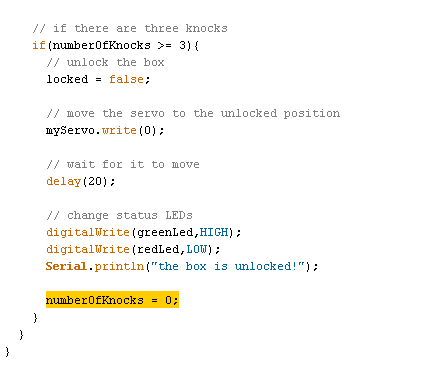 // if there are three knocks
if(numberOfKnocks >= 3){
// unlock the box
locked = false;
// move the servo to the unlocked position
myServo.write(0);
// wait for it to move
delay(20);
// change status LEDs
digitalWrite(greenLed,HIGH);
digitalWrite(redLed,LOW);
Serial.println("the box is unlocked!");
numberOfKnocks = 0;
}
}
}